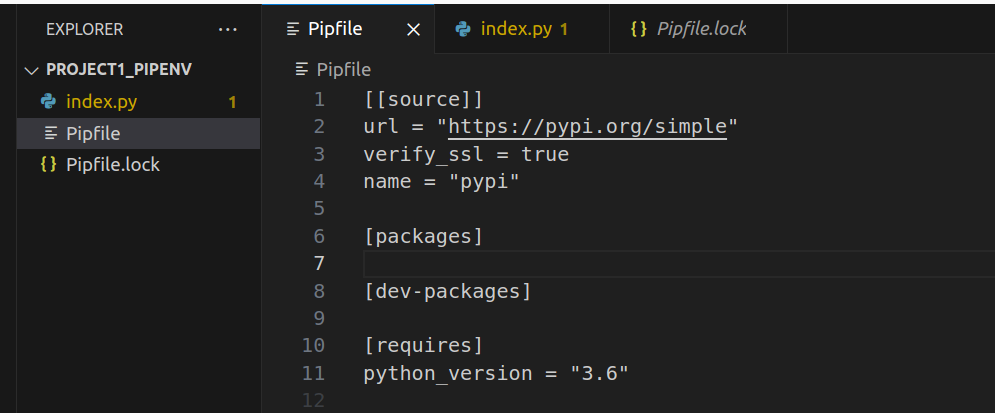 EXPLORER ···
PROJECT1_PIPENV
index.py 1
Pipfile
Pipfile.lock
Pipfile
index.py 1
Pipfile.lock
Pipfile
1 [[source]]
2 url = "https://pypi.org/simple"
3 verify_ssl = true
4 name = "pypi"
5
6 [packages]
7
8 [dev-packages]
9
10 [requires]
11 python_version = "3.6"
12